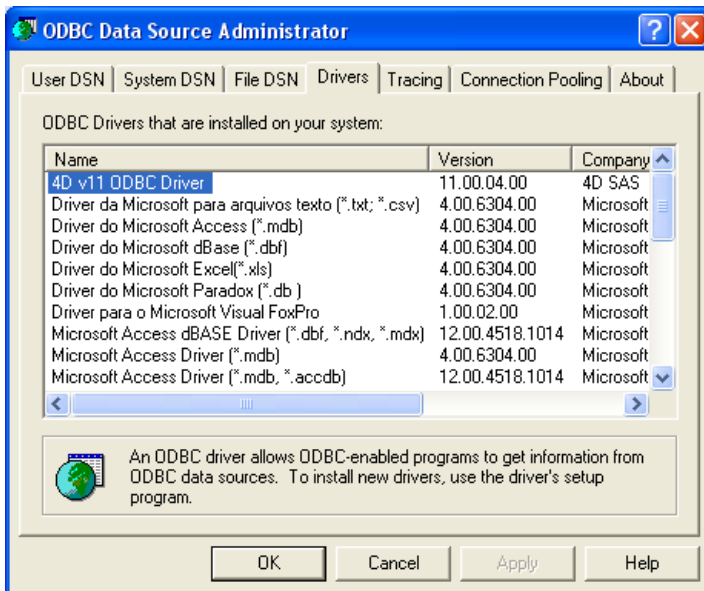 ODBC Data Source Administrator
User DSN System DSN File DSN Drivers Tracing Connection Pooling About
ODBC Drivers that are installed on your system:
Name Version Company
4D v11 ODBC Driver 11.00.04.00 4D SAS
Driver da Microsoft para arquivos texto (*.txt; *.csv) 4.00.6304.00 Microsoft
Driver do Microsoft Access (*.mdb) 4.00.6304.00 Microsoft
Driver do Microsoft dBase (*.dbf) 4.00.6304.00 Microsoft
Driver do Microsoft Excel(*.xls) 4.00.6304.00 Microsoft
Driver do Microsoft Paradox (*.db ) 4.00.6304.00 Microsoft
Driver para o Microsoft Visual FoxPro 1.00.02.00 Microsoft
Microsoft Access dBASE Driver (*.dbf, *.ndx, *.mdx) 12.00.4518.1014 Microsoft
Microsoft Access Driver (*.mdb) 4.00.6304.00 Microsoft
Microsoft Access Driver (*.mdb, *.accdb) 12.00.4518.1014 Microsoft
An ODBC driver allows ODBC-enabled programs to get information from
ODBC data sources. To install new drivers, use the driver's setup
program.
OK Cancel Apply Help